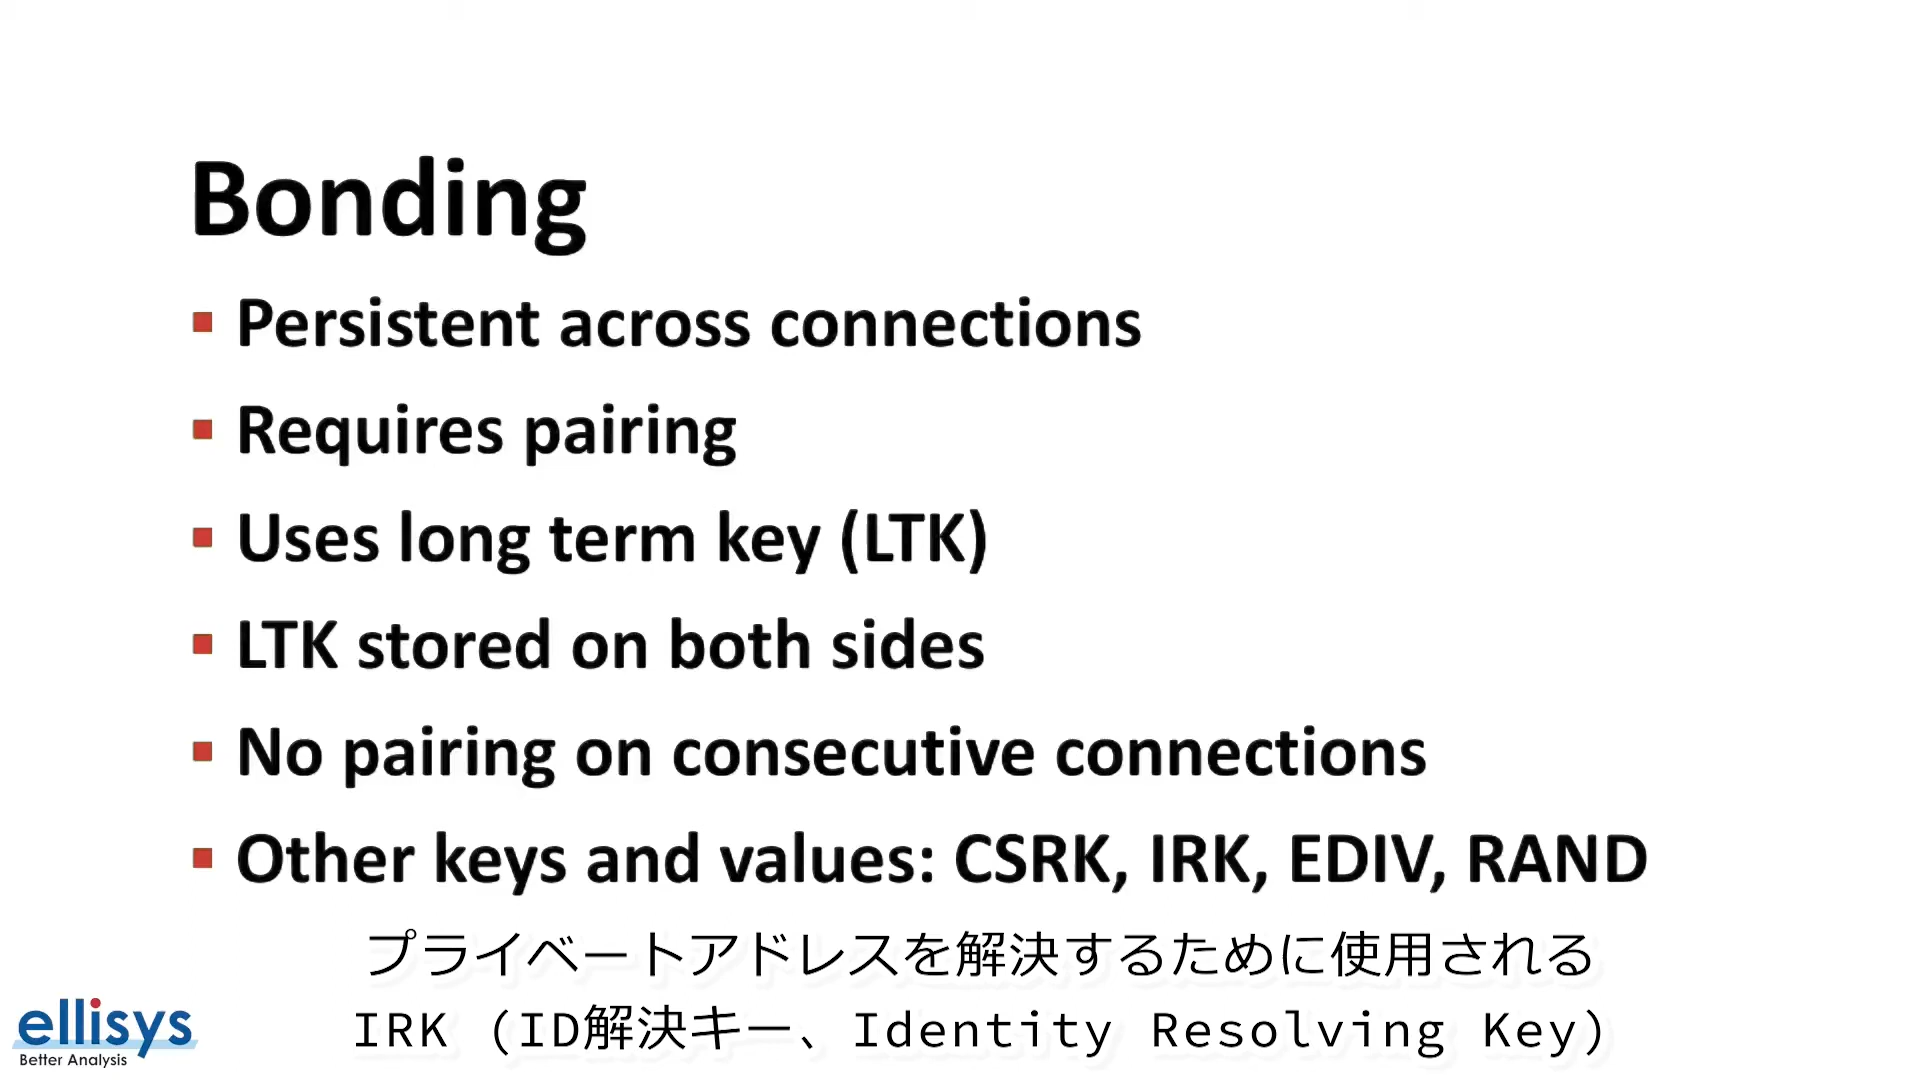 Bonding
Persistent across connections
Requires pairing
Uses long term key (LTK)
LTK stored on both sides
No pairing on consecutive connections
Other keys and values: CSRK, IRK, EDIV, RAND
プライベートアドレスを解決するために使用される
IRK (ID解決キー、Identity Resolving Key)
ellisys
Better Analysis